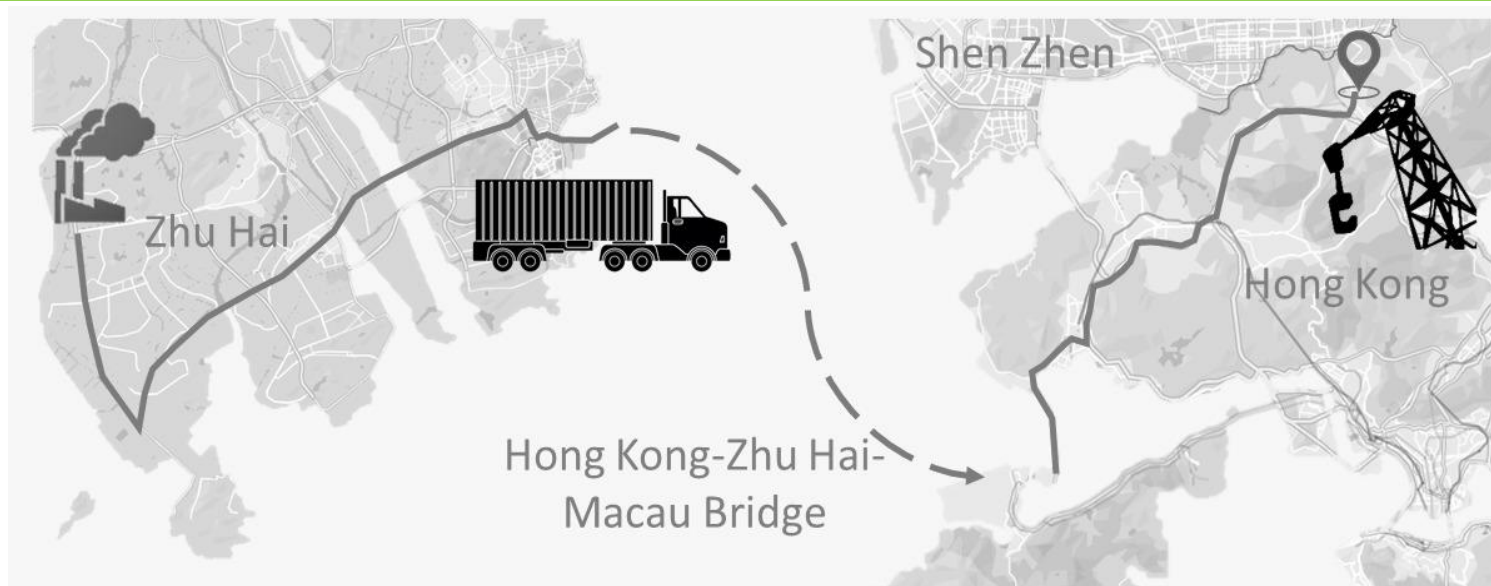 Shen Zhen
Zhu Hai
Hong Kong
Hong Kong-Zhu Hai-
Macau Bridge